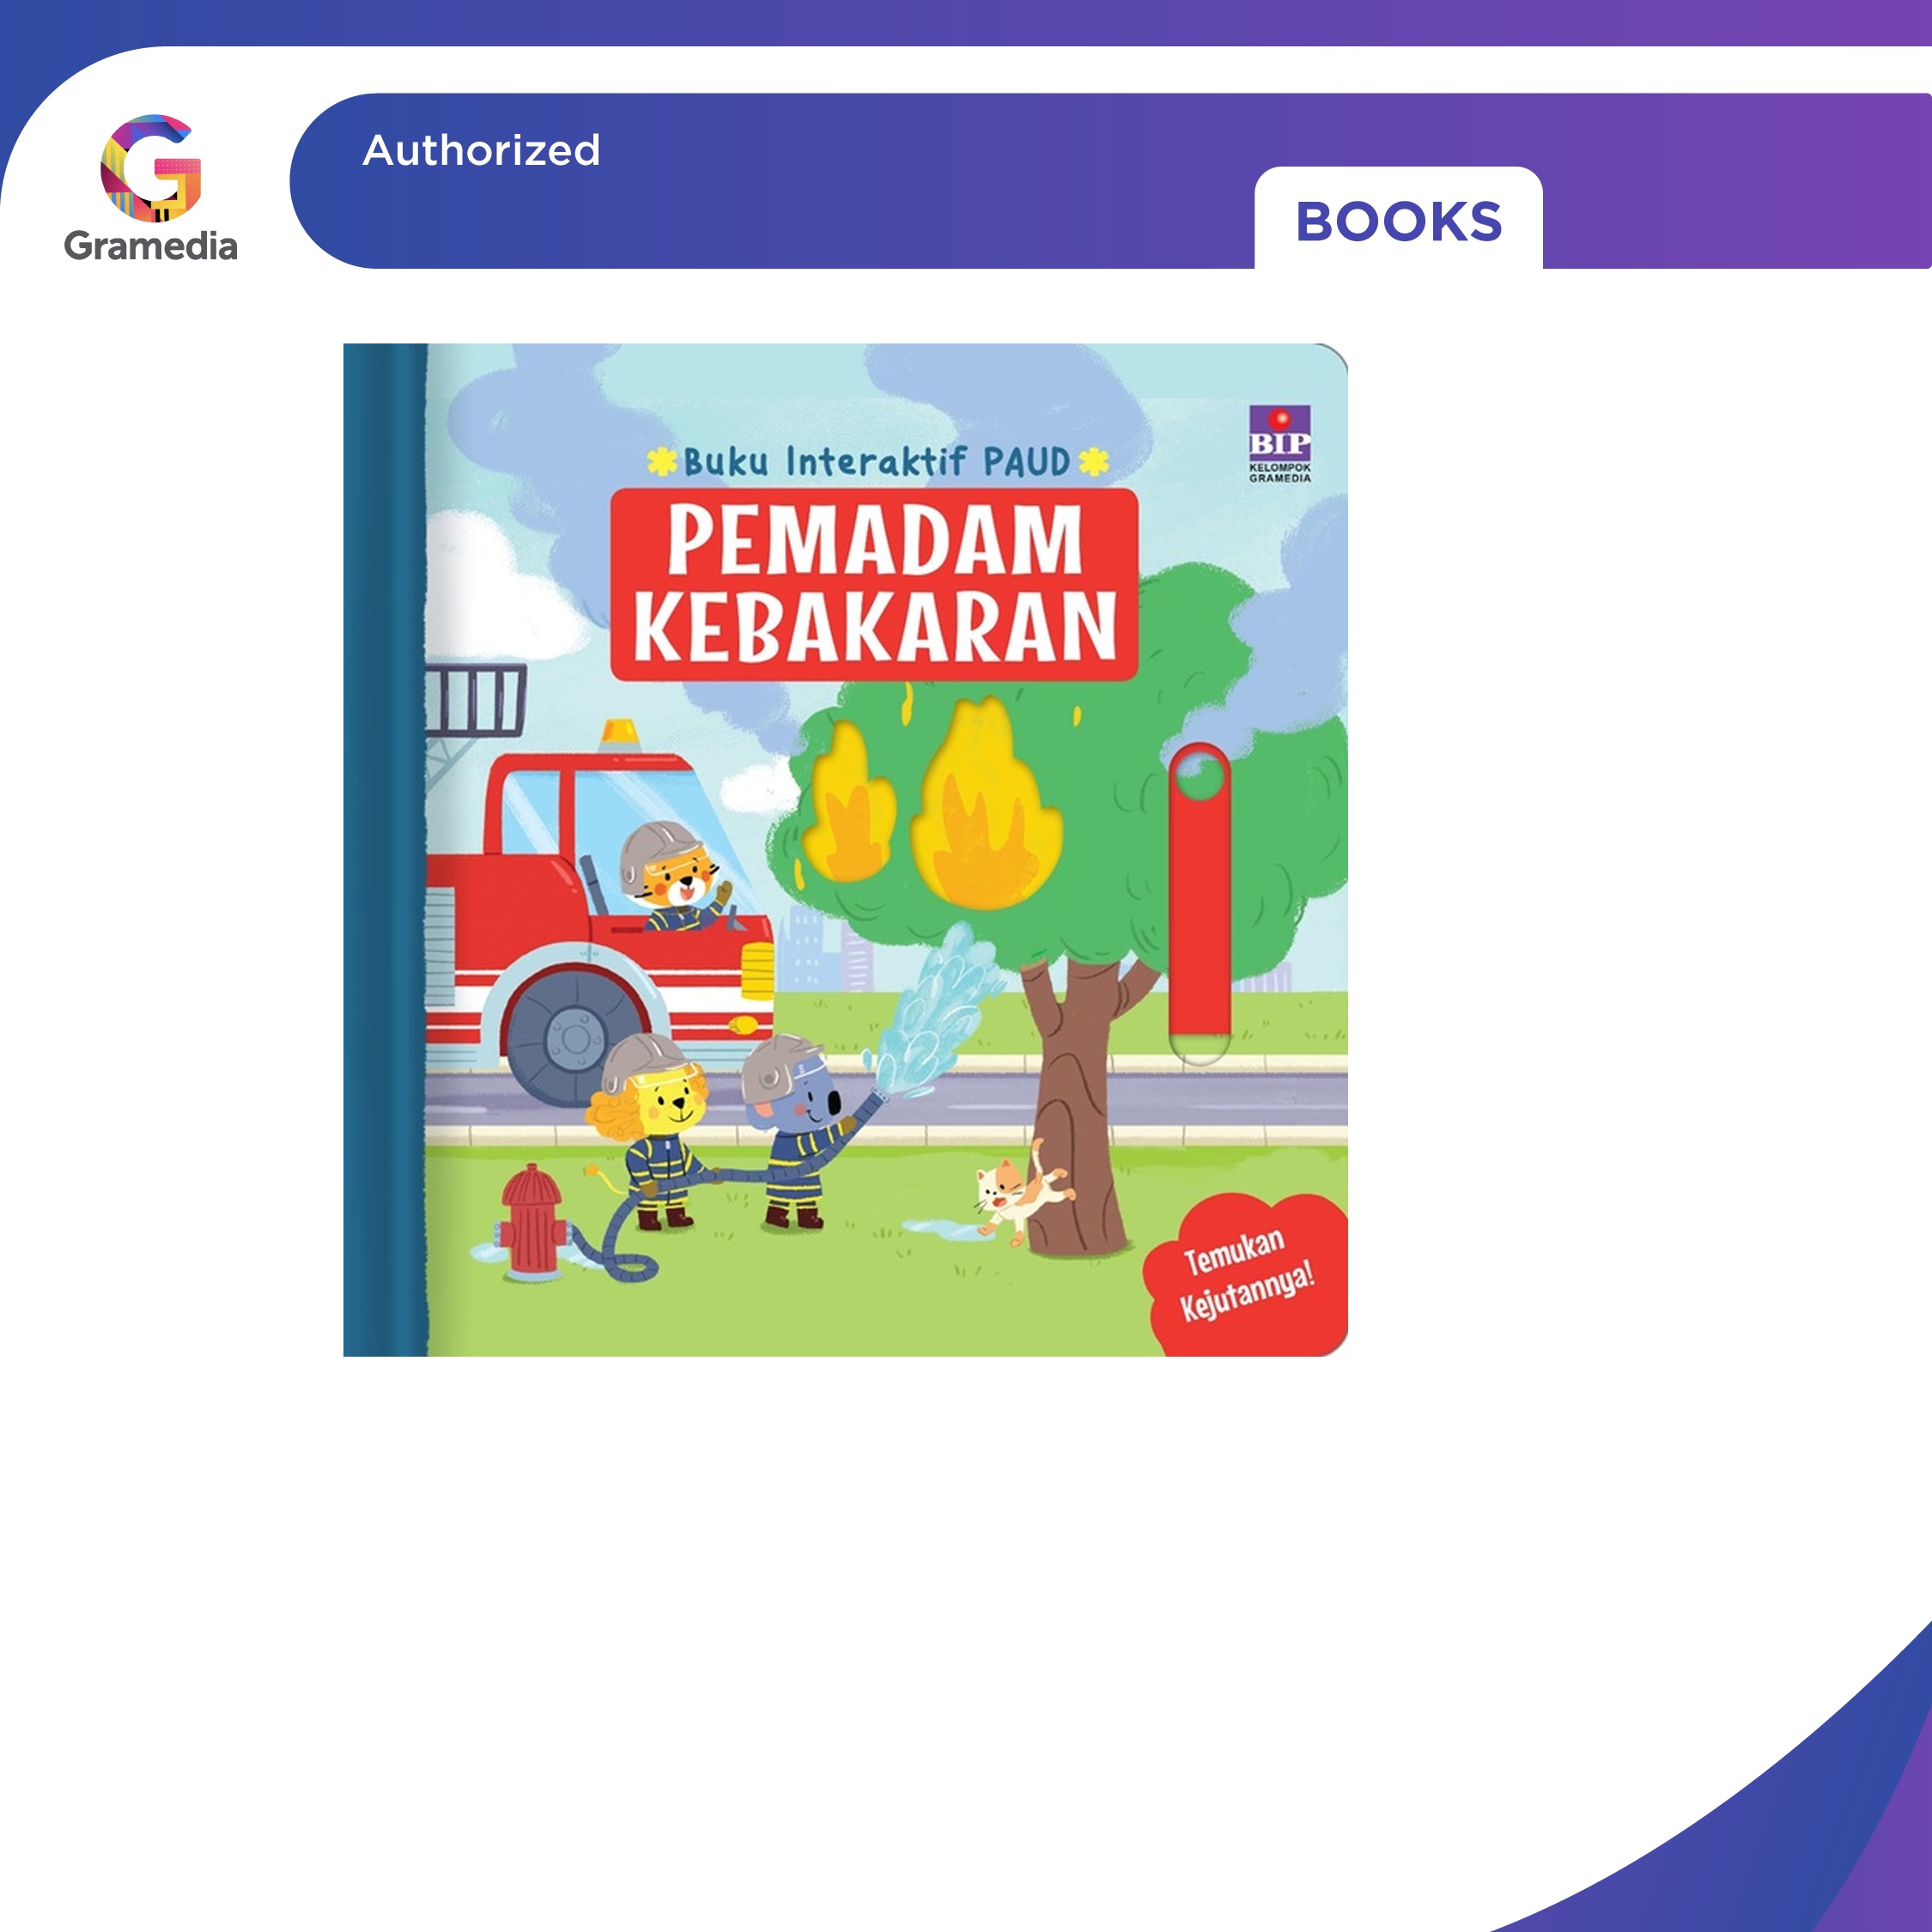 Authorized
BOOKS
Gramedia
Buku Interaktif PAUD
BIP
KELOMPOK
GRAMEDIA
PEMADAM
KEBAKARAN
Temukan
Kejutannya!